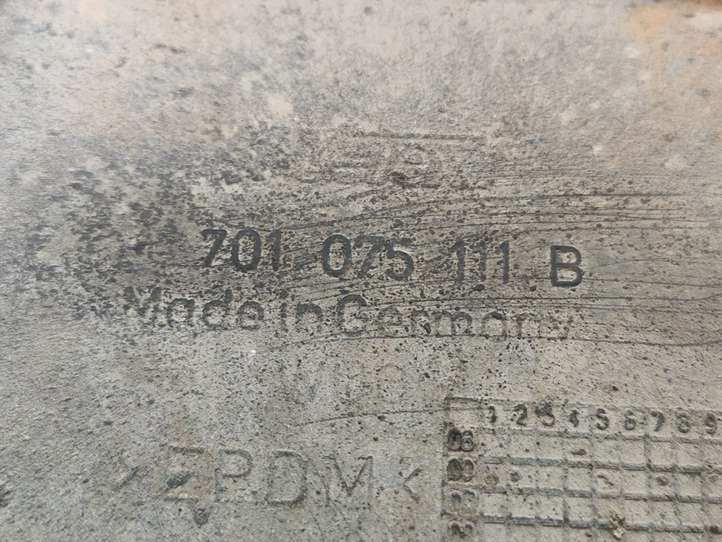 701 075 111 B
Made in Germany
>EPDM<
1 2 3 4 5 6 7 8 9